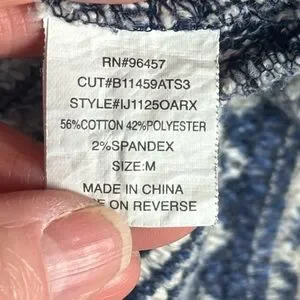 RN#96457
CUT#B11459ATS3
STYLE#IJ1125OARX
56%COTTON 42%POLYESTER
2%SPANDEX
SIZE:M
MADE IN CHINA
ON REVERSE